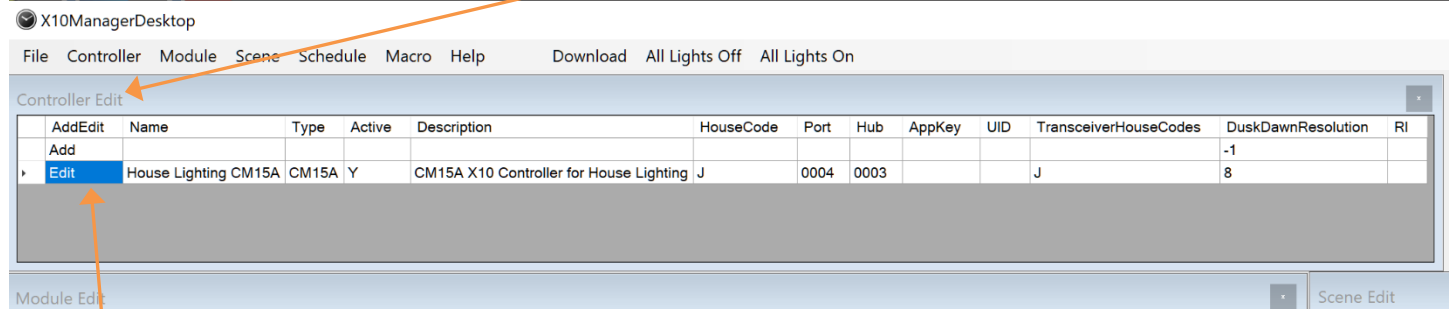 X10ManagerDesktop
File Controller Module Scene Schedule Macro Help Download All Lights Off All Lights On
Controller Edit x
AddEdit Name Type Active Description HouseCode Port Hub AppKey UID TransceiverHouseCodes DuskDawnResolution RI
Add -1
Edit House Lighting CM15A CM15A Y CM15A X10 Controller for House Lighting J 0004 0003 J 8
Module Edit x Scene Edit